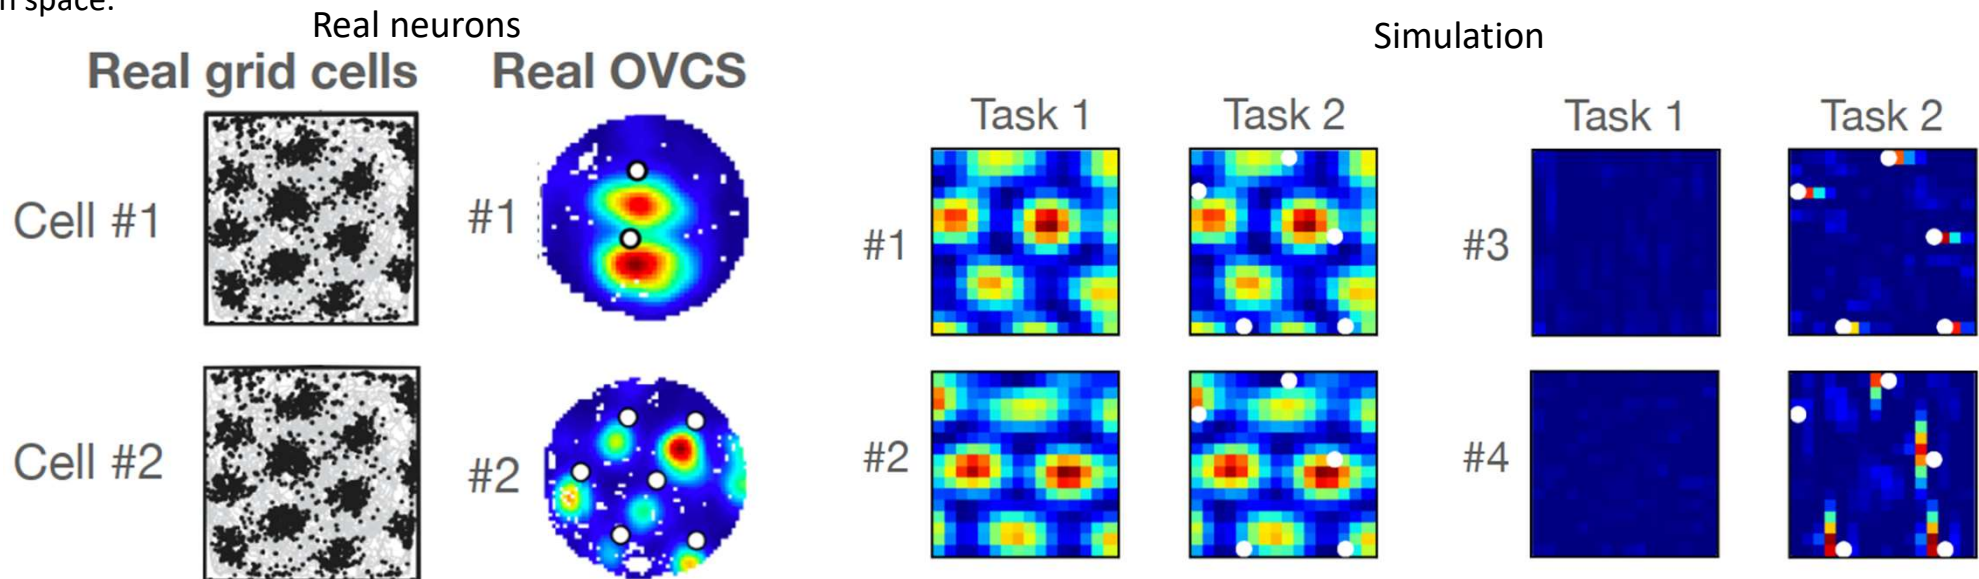 space.
Real neurons
Real grid cells
Real OVCS
Cell #1
#1
Cell #2
#2
Simulation
Task 1
Task 2
Task 1
Task 2
#1
#3
#2
#4